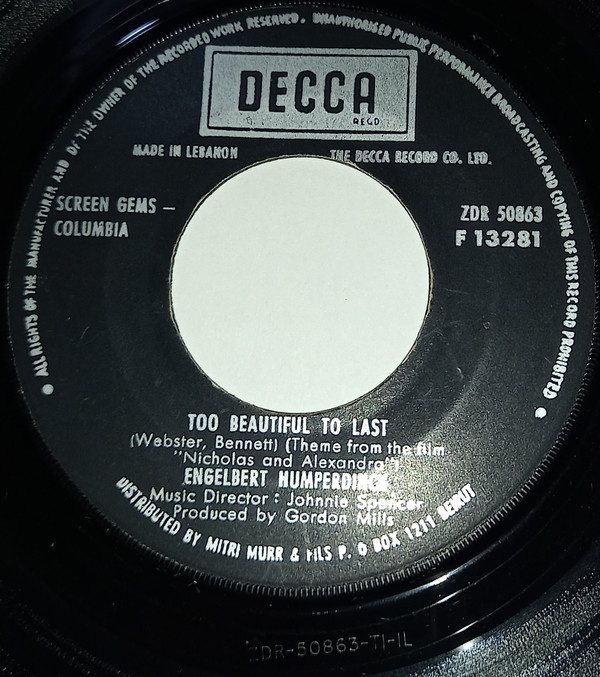 ALL RIGHTS OF THE MANUFACTURER AND OF THE OWNER OF THE RECORDED WORK RESERVED. UNAUTHORISED PUBLIC PERFORMANCE BROADCASTING AND COPYING OF THIS RECORD PROHIBITED
DECCA
REGD
MADE IN LEBANON
THE DECCA RECORD CO. LTD.
SCREEN GEMS –
COLUMBIA
ZDR 50863
F 13281
TOO BEAUTIFUL TO LAST
(Webster, Bennett) (Theme from the film
"Nicholas and Alexandra")
ENGELBERT HUMPERDINCK
Music Director : Johnnie Spencer
Produced by Gordon Mills
DISTRIBUTED BY MITRI MURR & FILS P. O BOX 1211 BEIRUT
ZDR-50863-T1-1L